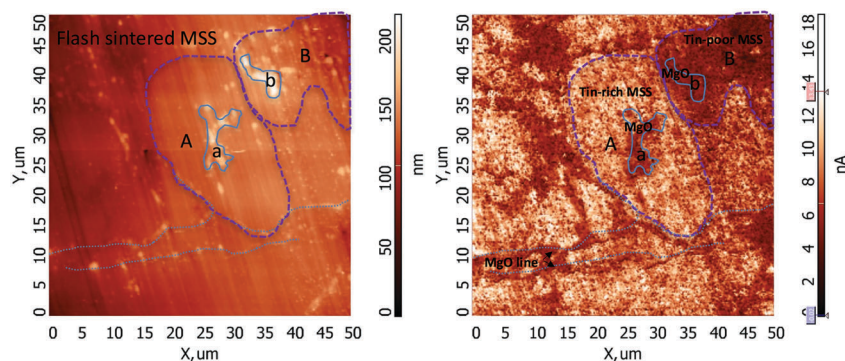 Flash sintered MSS
B
b
A
a
Y, um
0 5 10 15 20 25 30 35 40 45 50
0 5 10 15 20 25 30 35 40 45 50
X, um
200
150
100
50
0
nm
Tin-poor MSS
B
MgO
b
Tin-rich MSS
MgO
A
a
MgO line
Y, um
0 5 10 15 20 25 30 35 40 45 50
0 5 10 15 20 25 30 35 40 45 50
X, um
18
16
14
12
10
8
6
4
2
nA